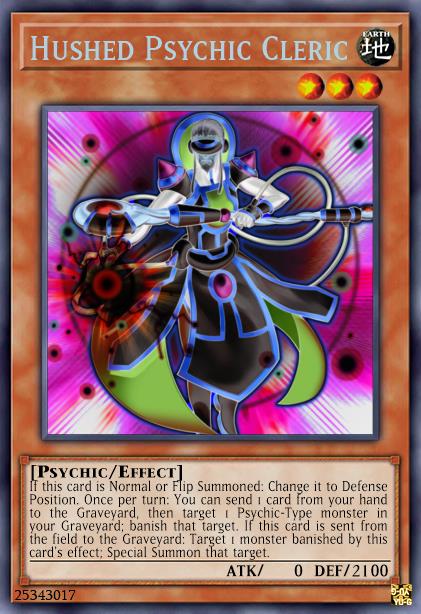 Hushed Psychic Cleric
EARTH
地
[Psychic/Effect]
If this card is Normal or Flip Summoned: Change it to Defense
Position. Once per turn: You can send 1 card from your hand
to the Graveyard, then target 1 Psychic-Type monster in
your Graveyard; banish that target. If this card is sent from
the field to the Graveyard: Target 1 monster banished by this
card's effect; Special Summon that target.
ATK/ 0 DEF/2100
25343017